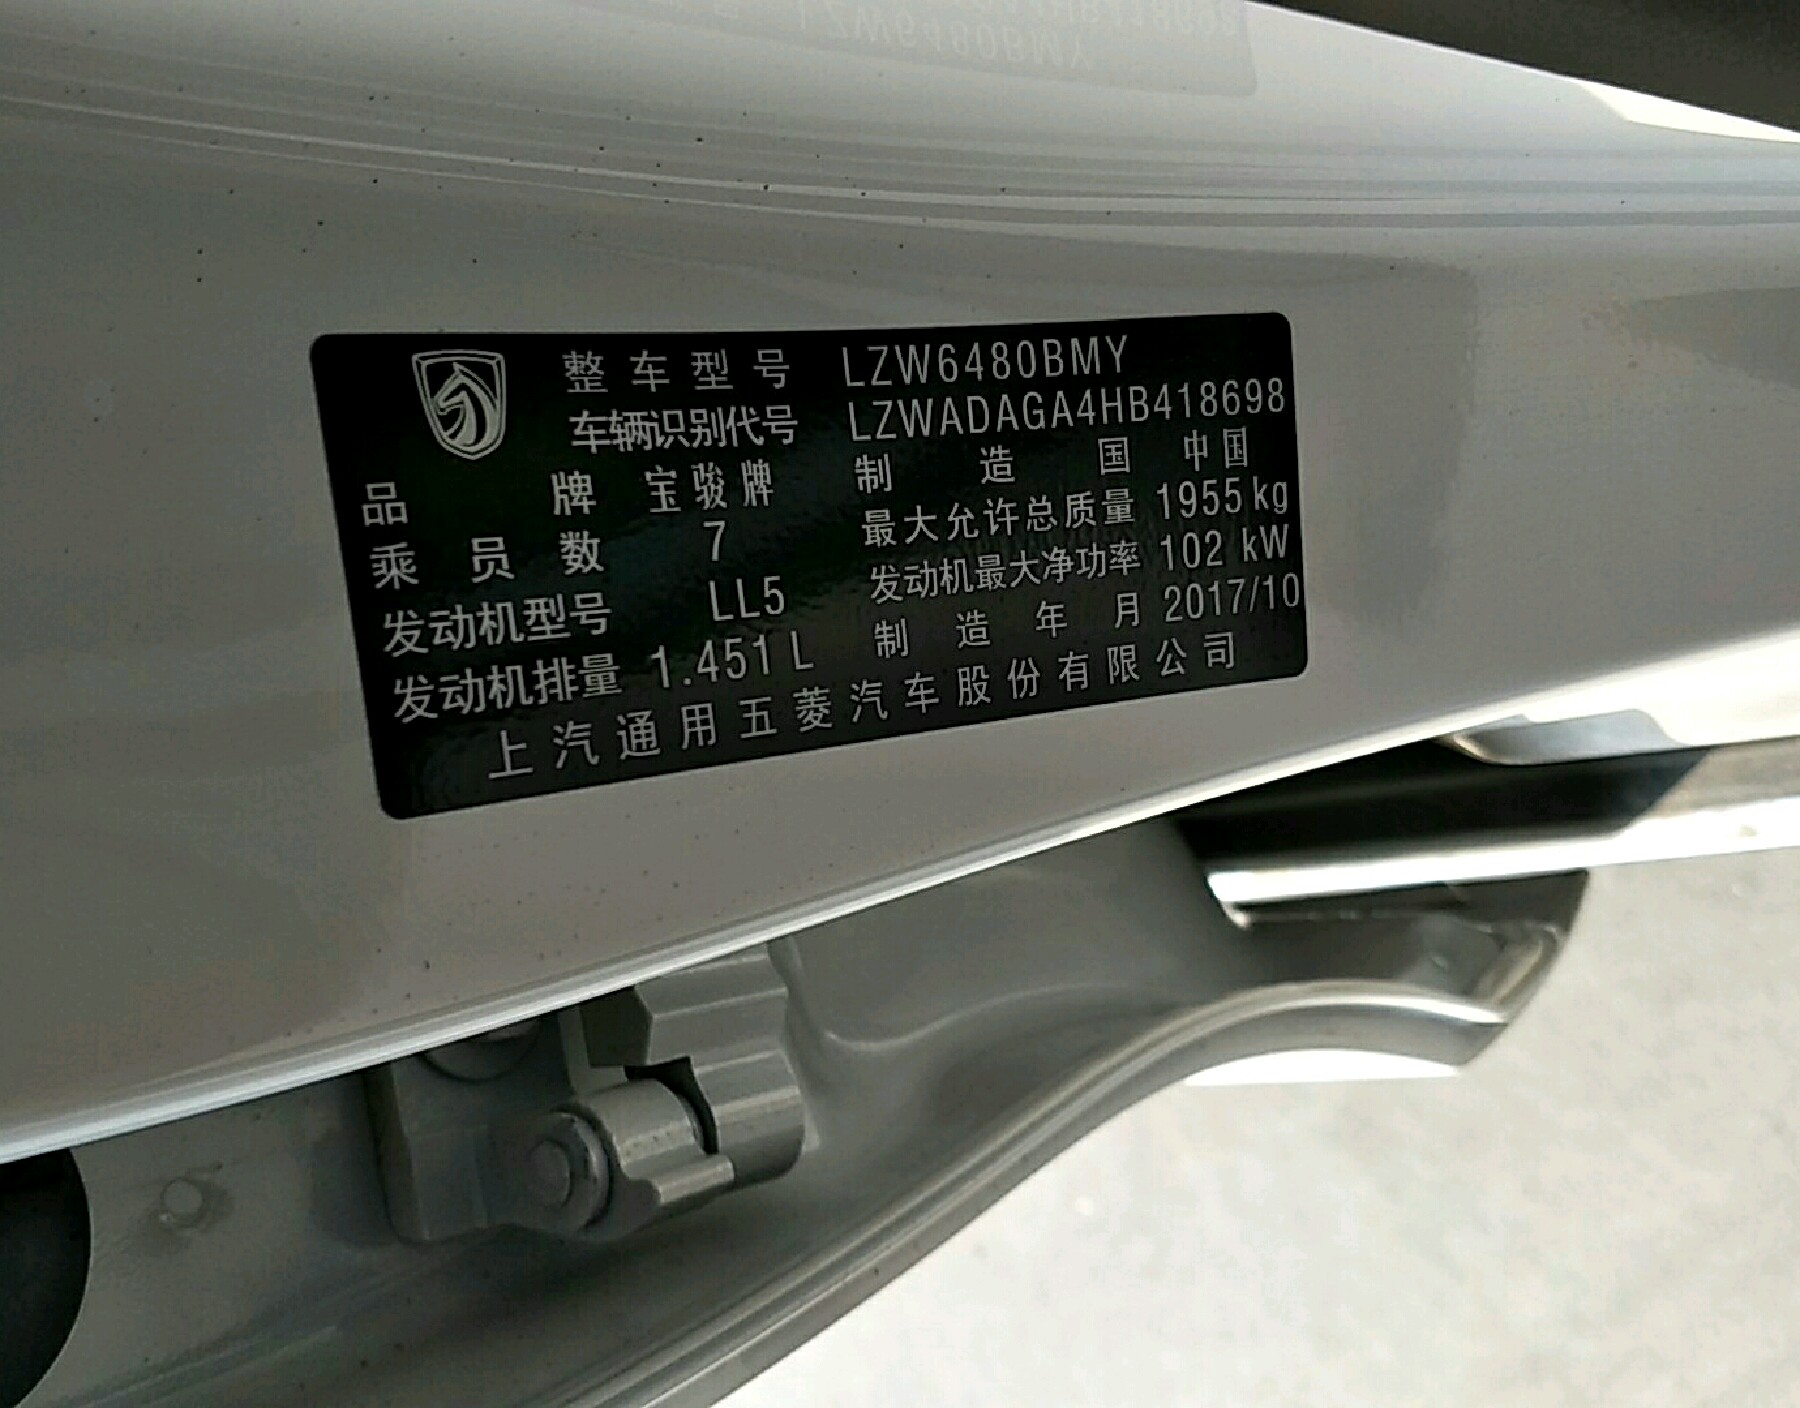 整车型号 LZW6480BMY
车辆识别代号 LZWADAGA4HB418698
品牌 宝骏牌 制造国 中国
乘员数 7 最大允许总质量 1955 kg
发动机型号 LL5 发动机最大净功率 102 kW
发动机排量 1.451 L 制造年月 2017/10
上汽通用五菱汽车股份有限公司